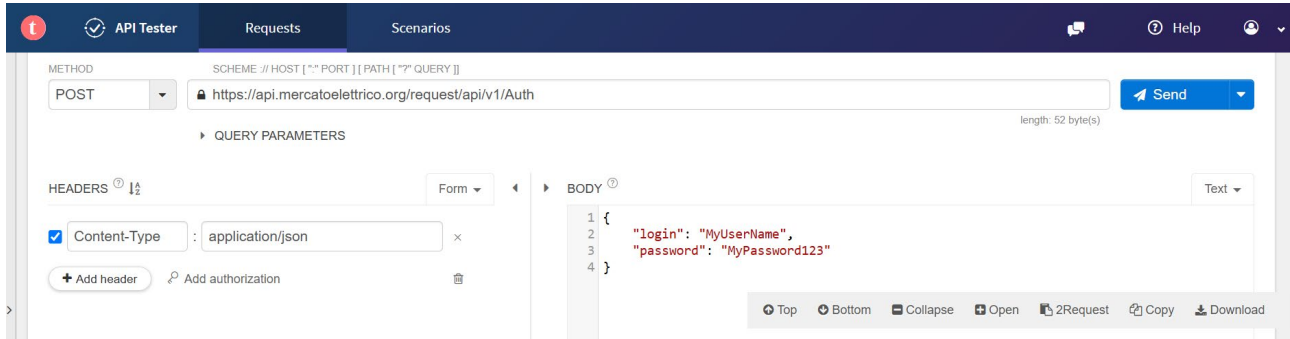 t API Tester Requests Scenarios Help
METHOD SCHEME :// HOST [ ":" PORT ] [ PATH [ "?" QUERY ]]
POST https://api.mercatoelettrico.org/request/api/v1/Auth Send
length: 52 byte(s)
QUERY PARAMETERS
HEADERS ? Form BODY ? Text
1 {
Content-Type : application/json × 2 "login": "MyUserName",
3 "password": "MyPassword123"
4 }
+ Add header Add authorization
Top Bottom Collapse Open 2Request Copy Download